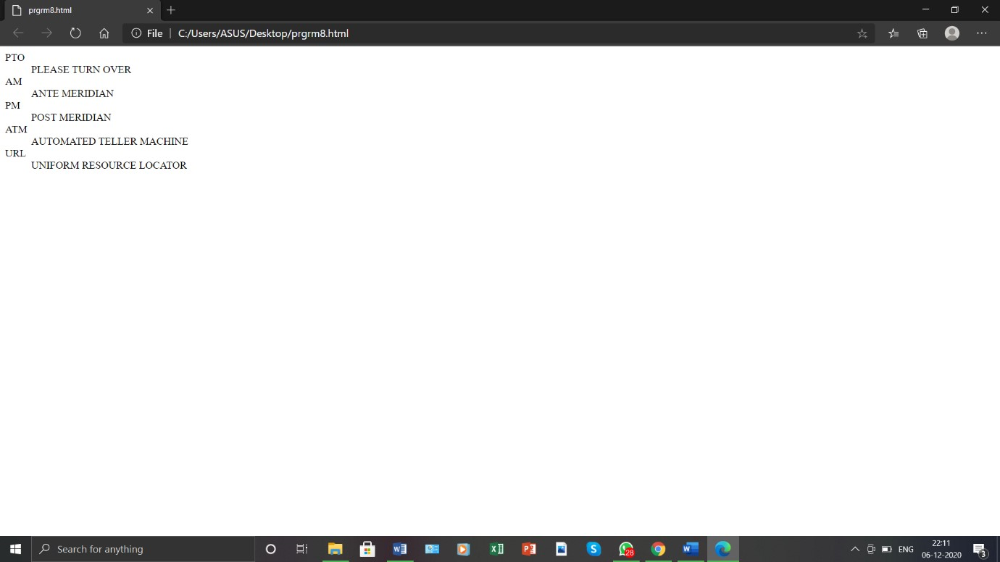 prgrm8.html
File | C:/Users/ASUS/Desktop/prgrm8.html
PTO
PLEASE TURN OVER
AM
ANTE MERIDIAN
PM
POST MERIDIAN
ATM
AUTOMATED TELLER MACHINE
URL
UNIFORM RESOURCE LOCATOR
Search for anything
28
ENG
22:11
06-12-2020
3